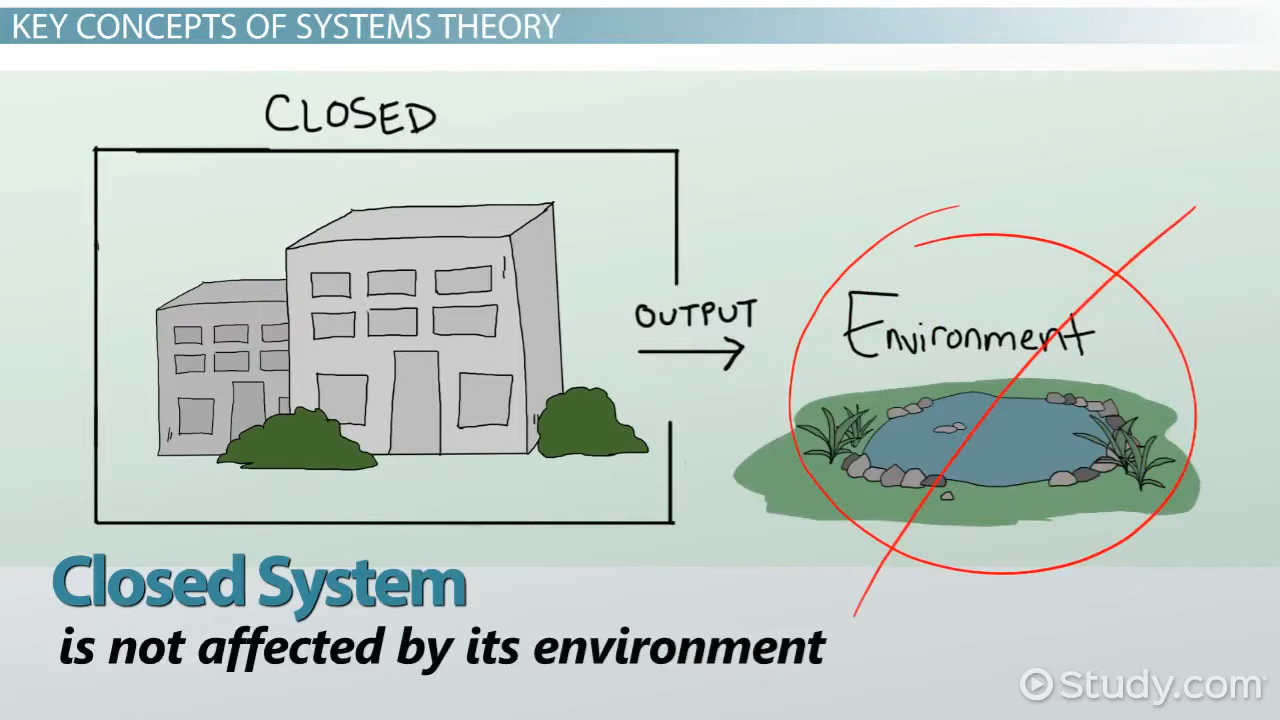 KEY CONCEPTS OF SYSTEMS THEORY
CLOSED
OUTPUT
Environment
Closed System
is not affected by its environment
Study.com